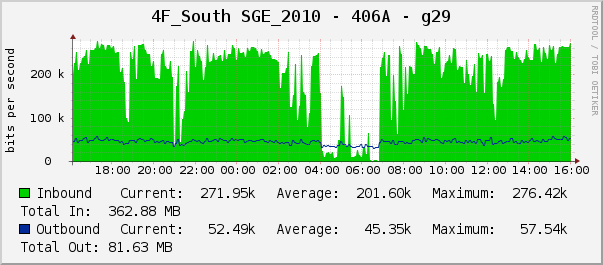 4F_South SGE_2010 - 406A - g29
RRDTOOL / TOBI OETIKER
bits per second
200 k
100 k
0
18:00 20:00 22:00 00:00 02:00 04:00 06:00 08:00 10:00 12:00 14:00 16:00
Inbound Current: 271.95k Average: 201.60k Maximum: 276.42k
Total In: 362.88 MB
Outbound Current: 52.49k Average: 45.35k Maximum: 57.54k
Total Out: 81.63 MB